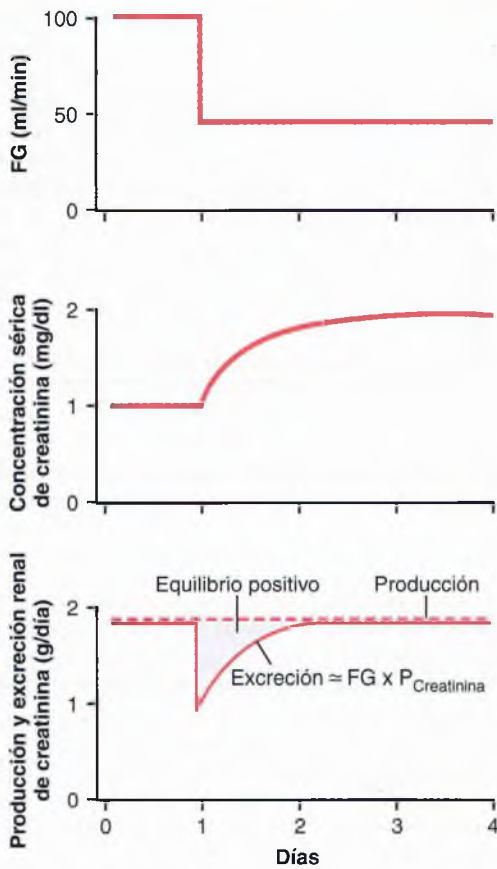 FG (ml/min)
100
50
0
Concentración sérica
de creatinina (mg/dl)
2
1
0
Producción y excreción renal
de creatinina (g/día)
2
1
0
Equilibrio positivo
Producción
Excreción ≃ FG x PCreatinina
0 1 2 3 4
Días